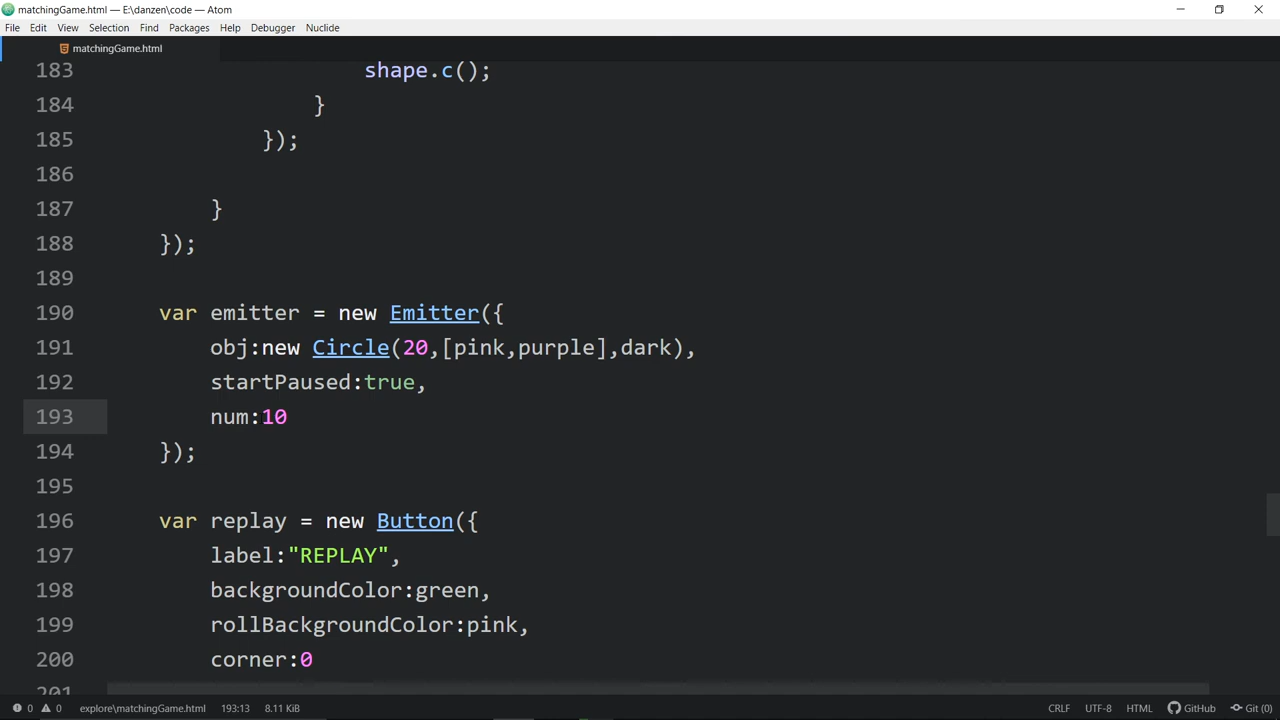 matchingGame.html — E:\danzen\code — Atom
File Edit View Selection Find Packages Help Debugger Nuclide
matchingGame.html
183 shape.c();
184 }
185 });
186
187 }
188 });
189
190 var emitter = new Emitter({
191 obj:new Circle(20,[pink,purple],dark),
192 startPaused:true,
193 num:10
194 });
195
196 var replay = new Button({
197 label:"REPLAY",
198 backgroundColor:green,
199 rollBackgroundColor:pink,
200 corner:0
201
0 0 explore\matchingGame.html 193:13 8.11 KiB CRLF UTF-8 HTML GitHub Git (0)